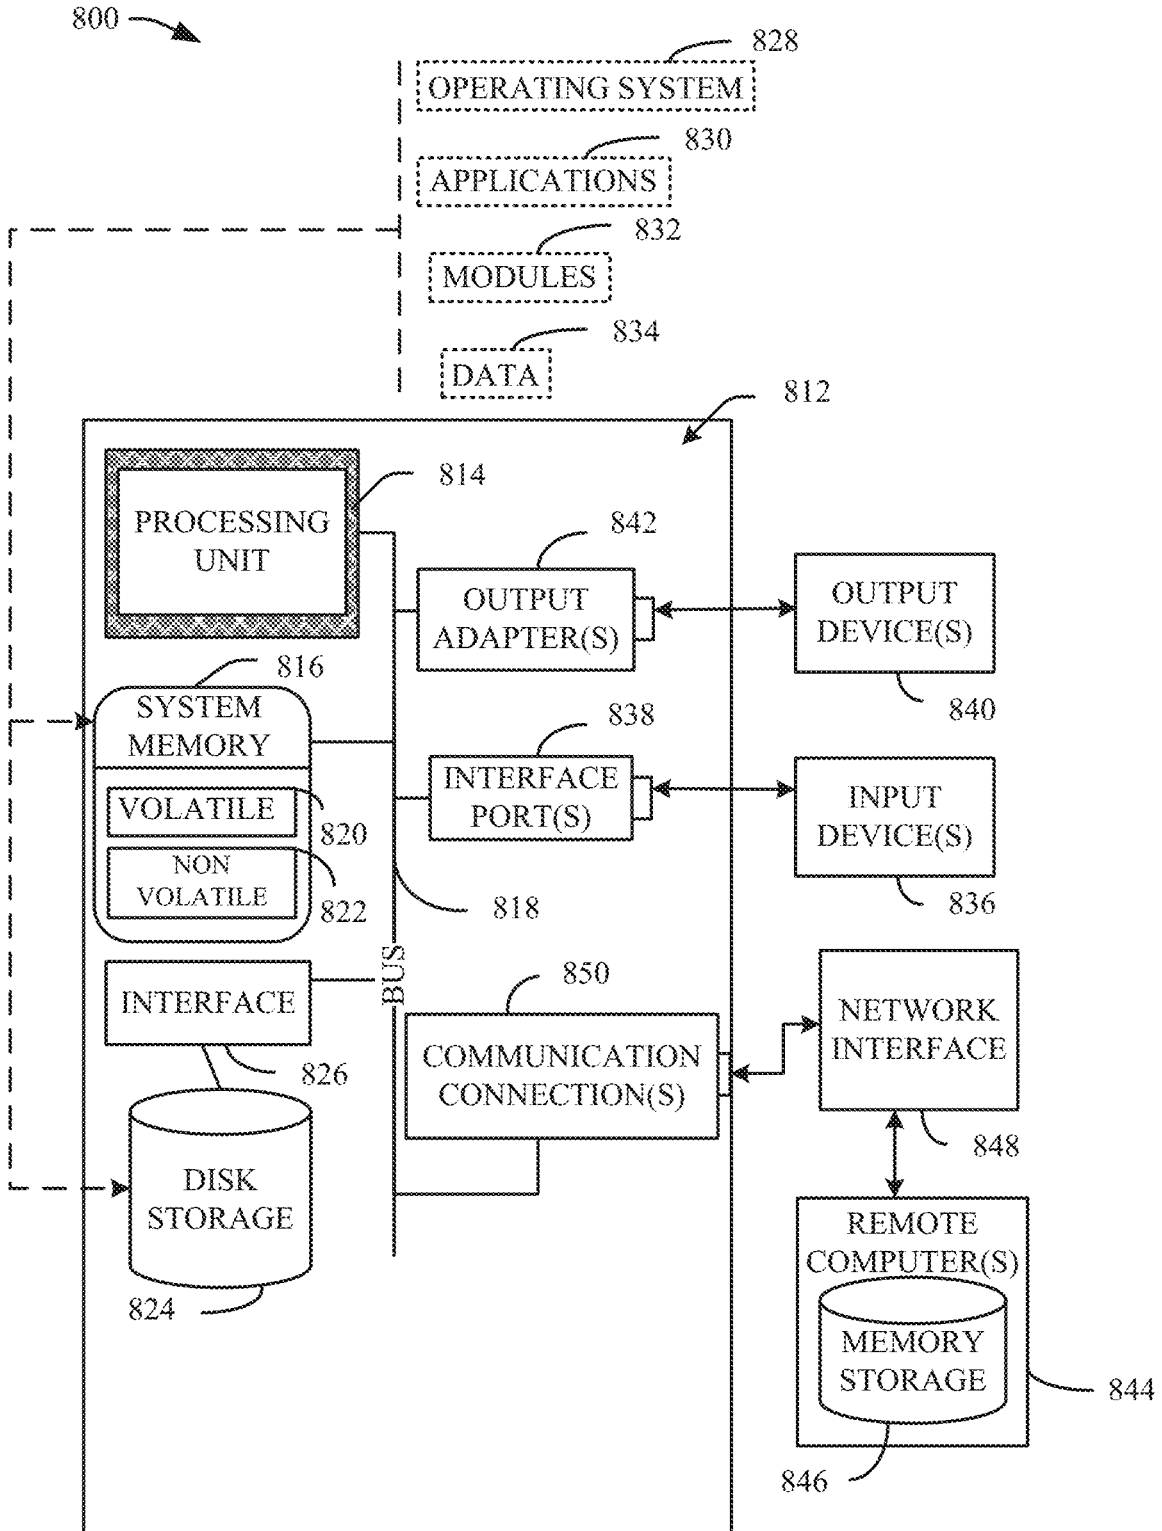 800
828
OPERATING SYSTEM
830
APPLICATIONS
832
MODULES
834
DATA
812
814
PROCESSING
UNIT
842
OUTPUT
ADAPTER(S)
OUTPUT
DEVICE(S)
840
816
SYSTEM
MEMORY
838
INTERFACE
PORT(S)
INPUT
DEVICE(S)
836
VOLATILE
820
NON
VOLATILE
822
818
BUS
INTERFACE
826
850
COMMUNICATION
CONNECTION(S)
NETWORK
INTERFACE
848
DISK
STORAGE
824
REMOTE
COMPUTER(S)
MEMORY
STORAGE
844
846